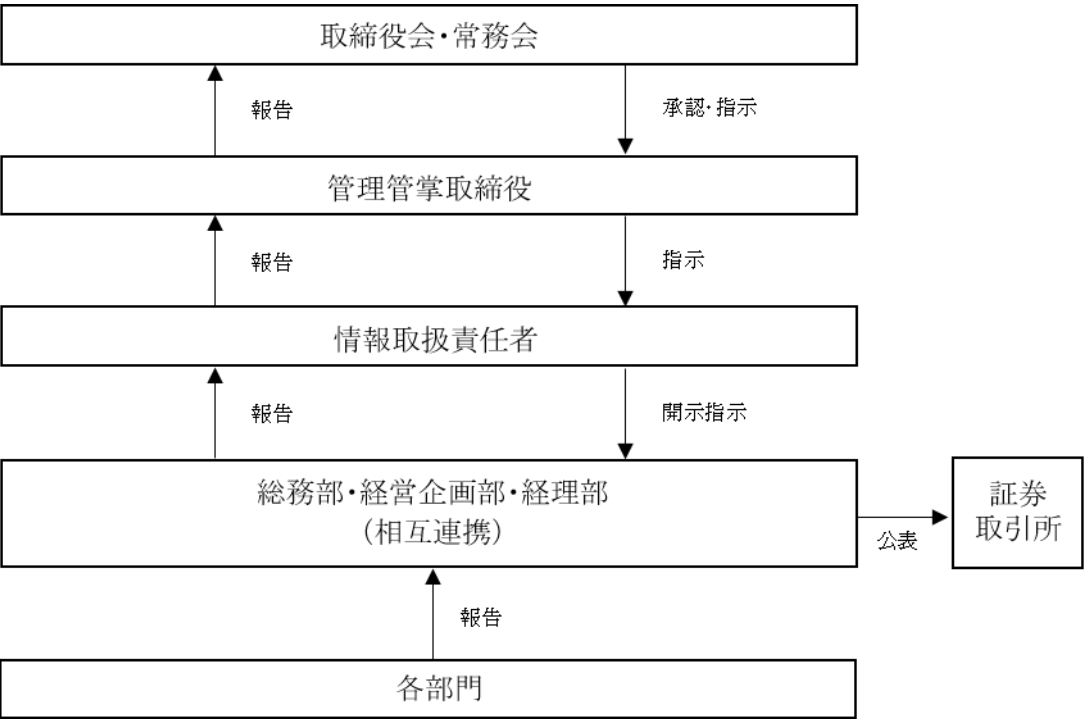 取締役会・常務会
報告
承認・指示
管理管掌取締役
報告
指示
情報取扱責任者
報告
開示指示
総務部・経営企画部・経理部
(相互連携)
証券
取引所
公表
報告
各部門